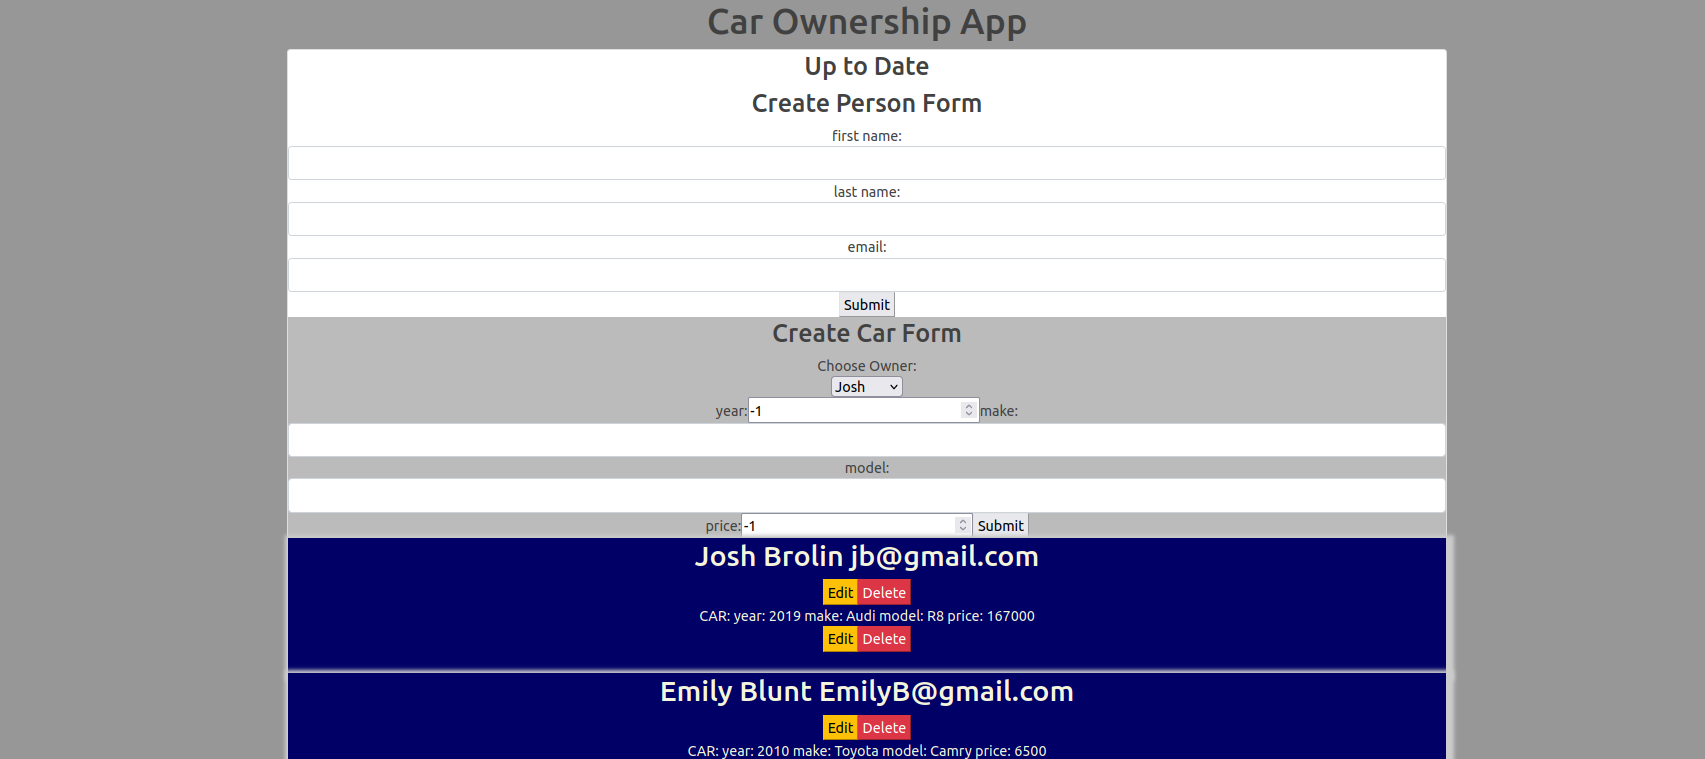 Car Ownership App
Up to Date
Create Person Form
first name:
last name:
email:
Submit
Create Car Form
Choose Owner:
Josh
year: -1 make:
model:
price: -1 Submit
Josh Brolin jb@gmail.com
Edit Delete
CAR: year: 2019 make: Audi model: R8 price: 167000
Edit Delete
Emily Blunt EmilyB@gmail.com
Edit Delete
CAR: year: 2010 make: Toyota model: Camry price: 6500